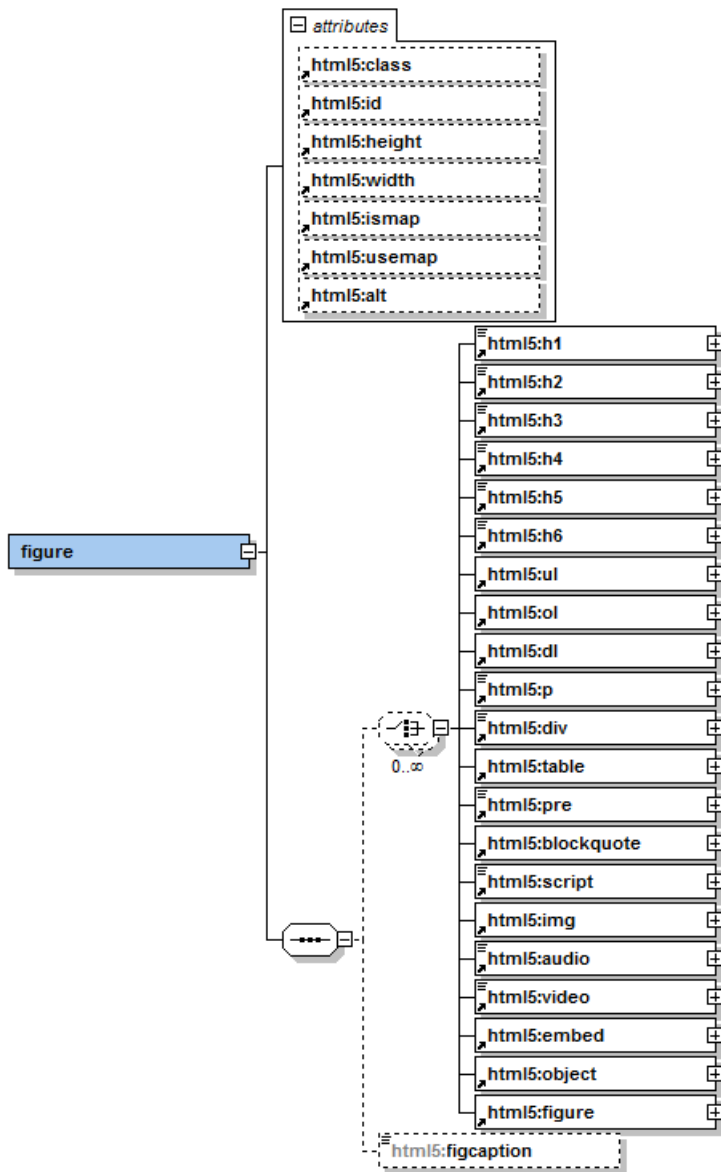 attributes
html5:class
html5:id
html5:height
html5:width
html5:ismap
html5:usemap
html5:alt
html5:h1
html5:h2
html5:h3
html5:h4
html5:h5
html5:h6
figure
html5:ul
html5:ol
html5:dl
html5:p
html5:div
0..∞
html5:table
html5:pre
html5:blockquote
html5:script
html5:img
html5:audio
html5:video
html5:embed
html5:object
html5:figure
html5:figcaption